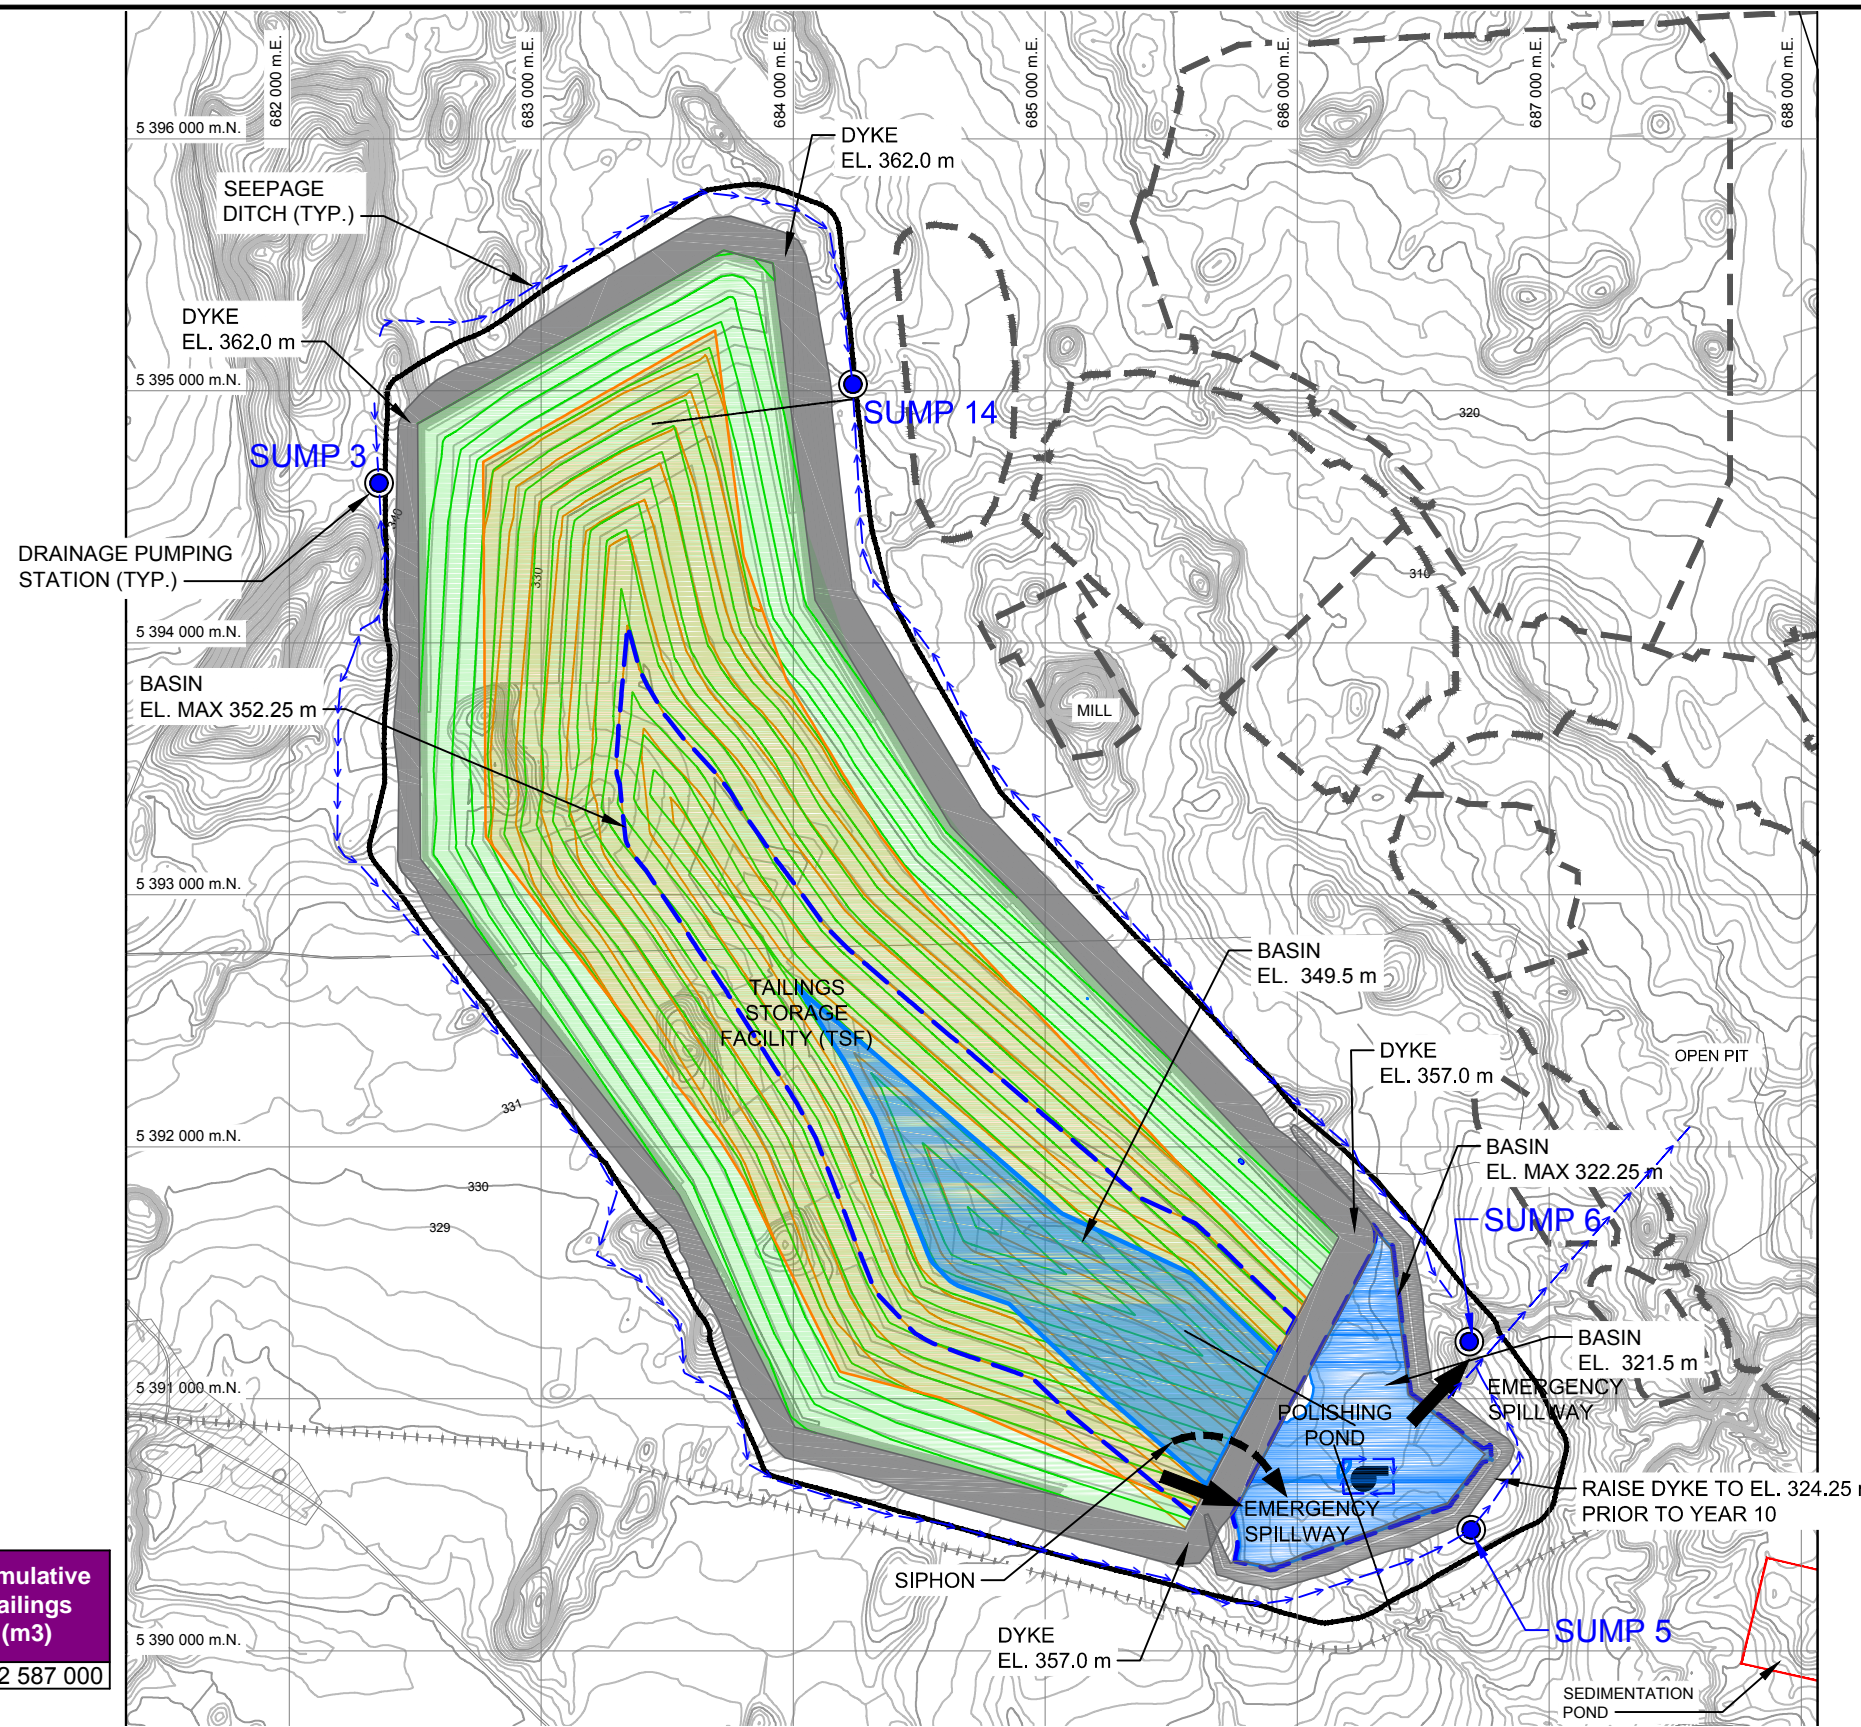 682 000 m.E.
683 000 m.E.
684 000 m.E.
685 000 m.E.
686 000 m.E.
687 000 m.E.
688 000 m.E.
5 396 000 m.N.
DYKE
EL. 362.0 m
SEEPAGE
DITCH (TYP.)
DYKE
EL. 362.0 m
5 395 000 m.N.
SUMP 14
320
SUMP 3
340
DRAINAGE PUMPING
STATION (TYP.)
330
310
5 394 000 m.N.
BASIN
EL. MAX 352.25 m
MILL
5 393 000 m.N.
BASIN
EL. 349.5 m
TAILINGS
STORAGE
FACILITY (TSF)
DYKE
EL. 357.0 m
OPEN PIT
331
5 392 000 m.N.
BASIN
EL. MAX 322.25 m
330
329
SUMP 6
BASIN
EL. 321.5 m
5 391 000 m.N.
EMERGENCY
SPILLWAY
POLISHING
POND
RAISE DYKE TO EL. 324.25
PRIOR TO YEAR 10
EMERGENCY
SPILLWAY
SIPHON
SUMP 5
DYKE
EL. 357.0 m
5 390 000 m.N.
mulative
ailings
(m3)
2 587 000
SEDIMENTATION
POND